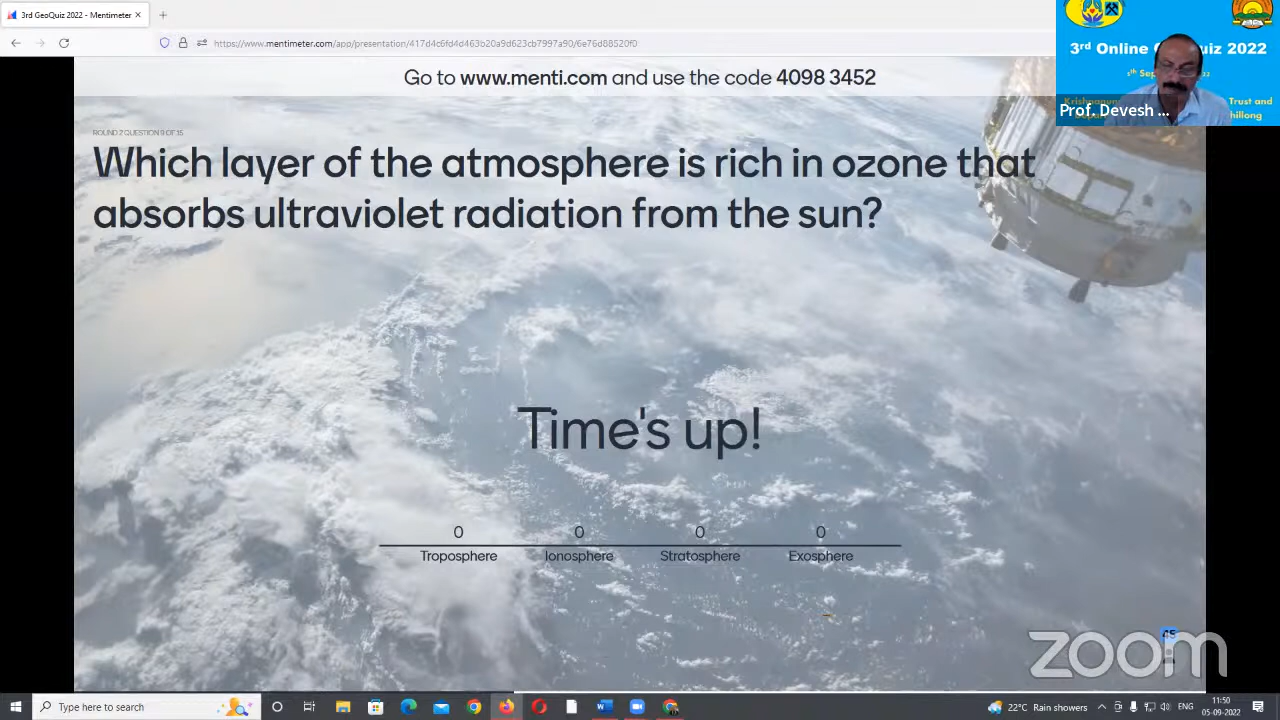 3rd GeoQuiz 2022 - Mentimeter
https://www.mentimeter.com/app/presentation/417d4c6fd4d463b20a9d623cb7997a90/6e76d88520f0
Go to www.menti.com and use the code 4098 3452
3rd Online
uiz 2022
Trust and
hillong
Prof. Devesh ...
ROUND 2 QUESTION 9 OF 15
Which layer of the atmosphere is rich in ozone that
absorbs ultraviolet radiation from the sun?
Time's up!
0 0 0 0
Troposphere Ionosphere Stratosphere Exosphere
zoom
Type here to search
22°C Rain showers
ENG
11:50
05-09-2022